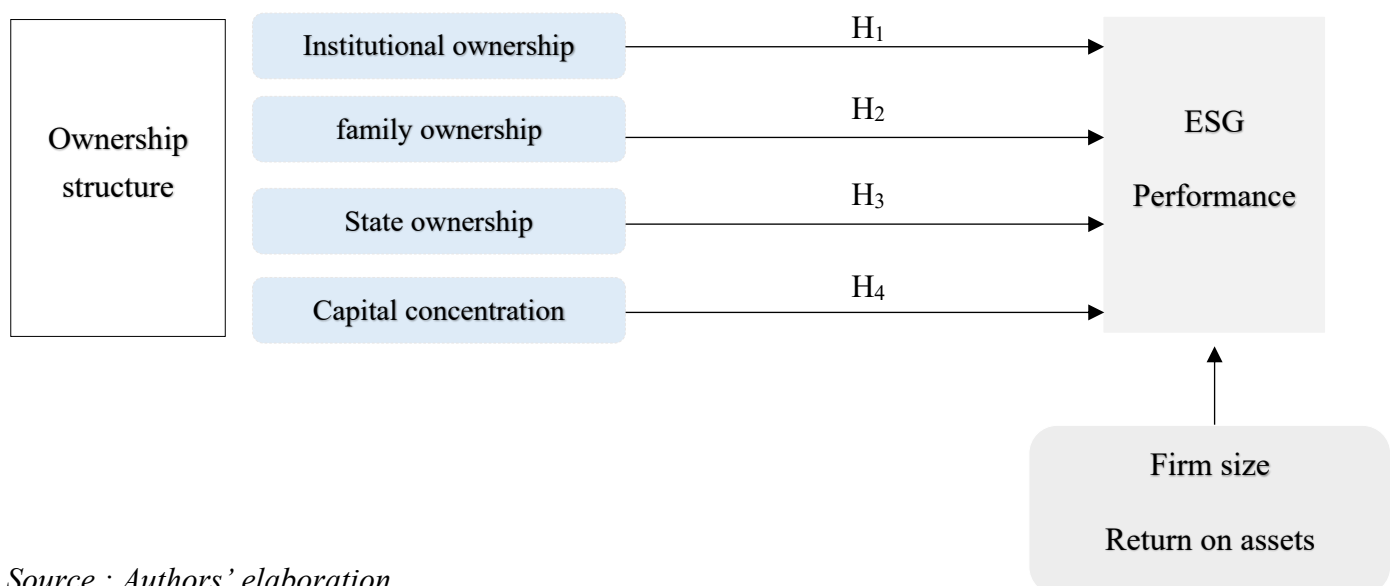 Ownership
structure
Institutional ownership
family ownership
State ownership
Capital concentration
H₁
H₂
H₃
H₄
ESG
Performance
Firm size
Return on assets
Source : Authors’ elaboration